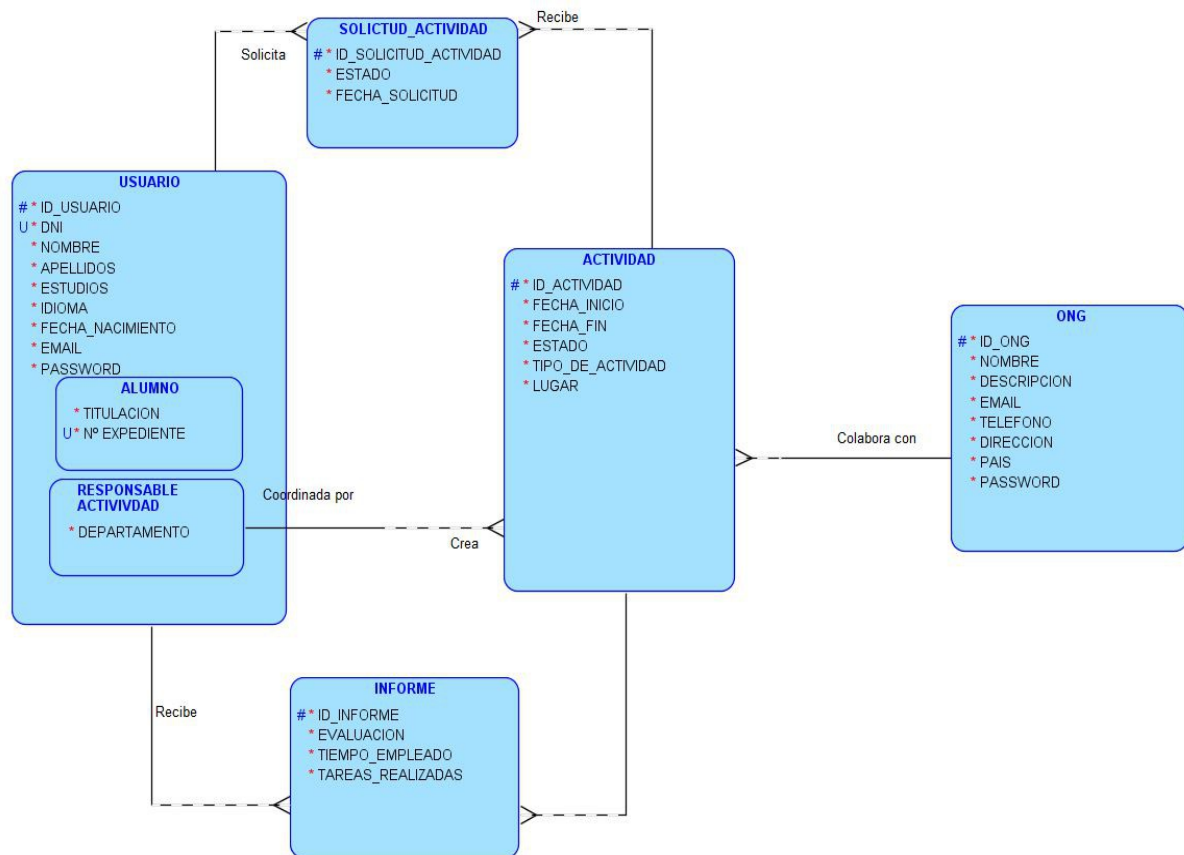 Recibe
SOLICTUD_ACTIVIDAD
Solicita
# * ID_SOLICITUD_ACTIVIDAD
* ESTADO
* FECHA_SOLICITUD
USUARIO
# * ID_USUARIO
U * DNI
* NOMBRE
* APELLIDOS
* ESTUDIOS
* IDIOMA
* FECHA_NACIMIENTO
* EMAIL
* PASSWORD
ALUMNO
* TITULACION
U * Nº EXPEDIENTE
RESPONSABLE
ACTIVIVDAD
* DEPARTAMENTO
Coordinada por
Crea
ACTIVIDAD
# * ID_ACTIVIDAD
* FECHA_INICIO
* FECHA_FIN
* ESTADO
* TIPO_DE_ACTIVIDAD
* LUGAR
Colabora con
ONG
# * ID_ONG
* NOMBRE
* DESCRIPCION
* EMAIL
* TELEFONO
* DIRECCION
* PAIS
* PASSWORD
Recibe
INFORME
# * ID_INFORME
* EVALUACION
* TIEMPO_EMPLEADO
* TAREAS_REALIZADAS